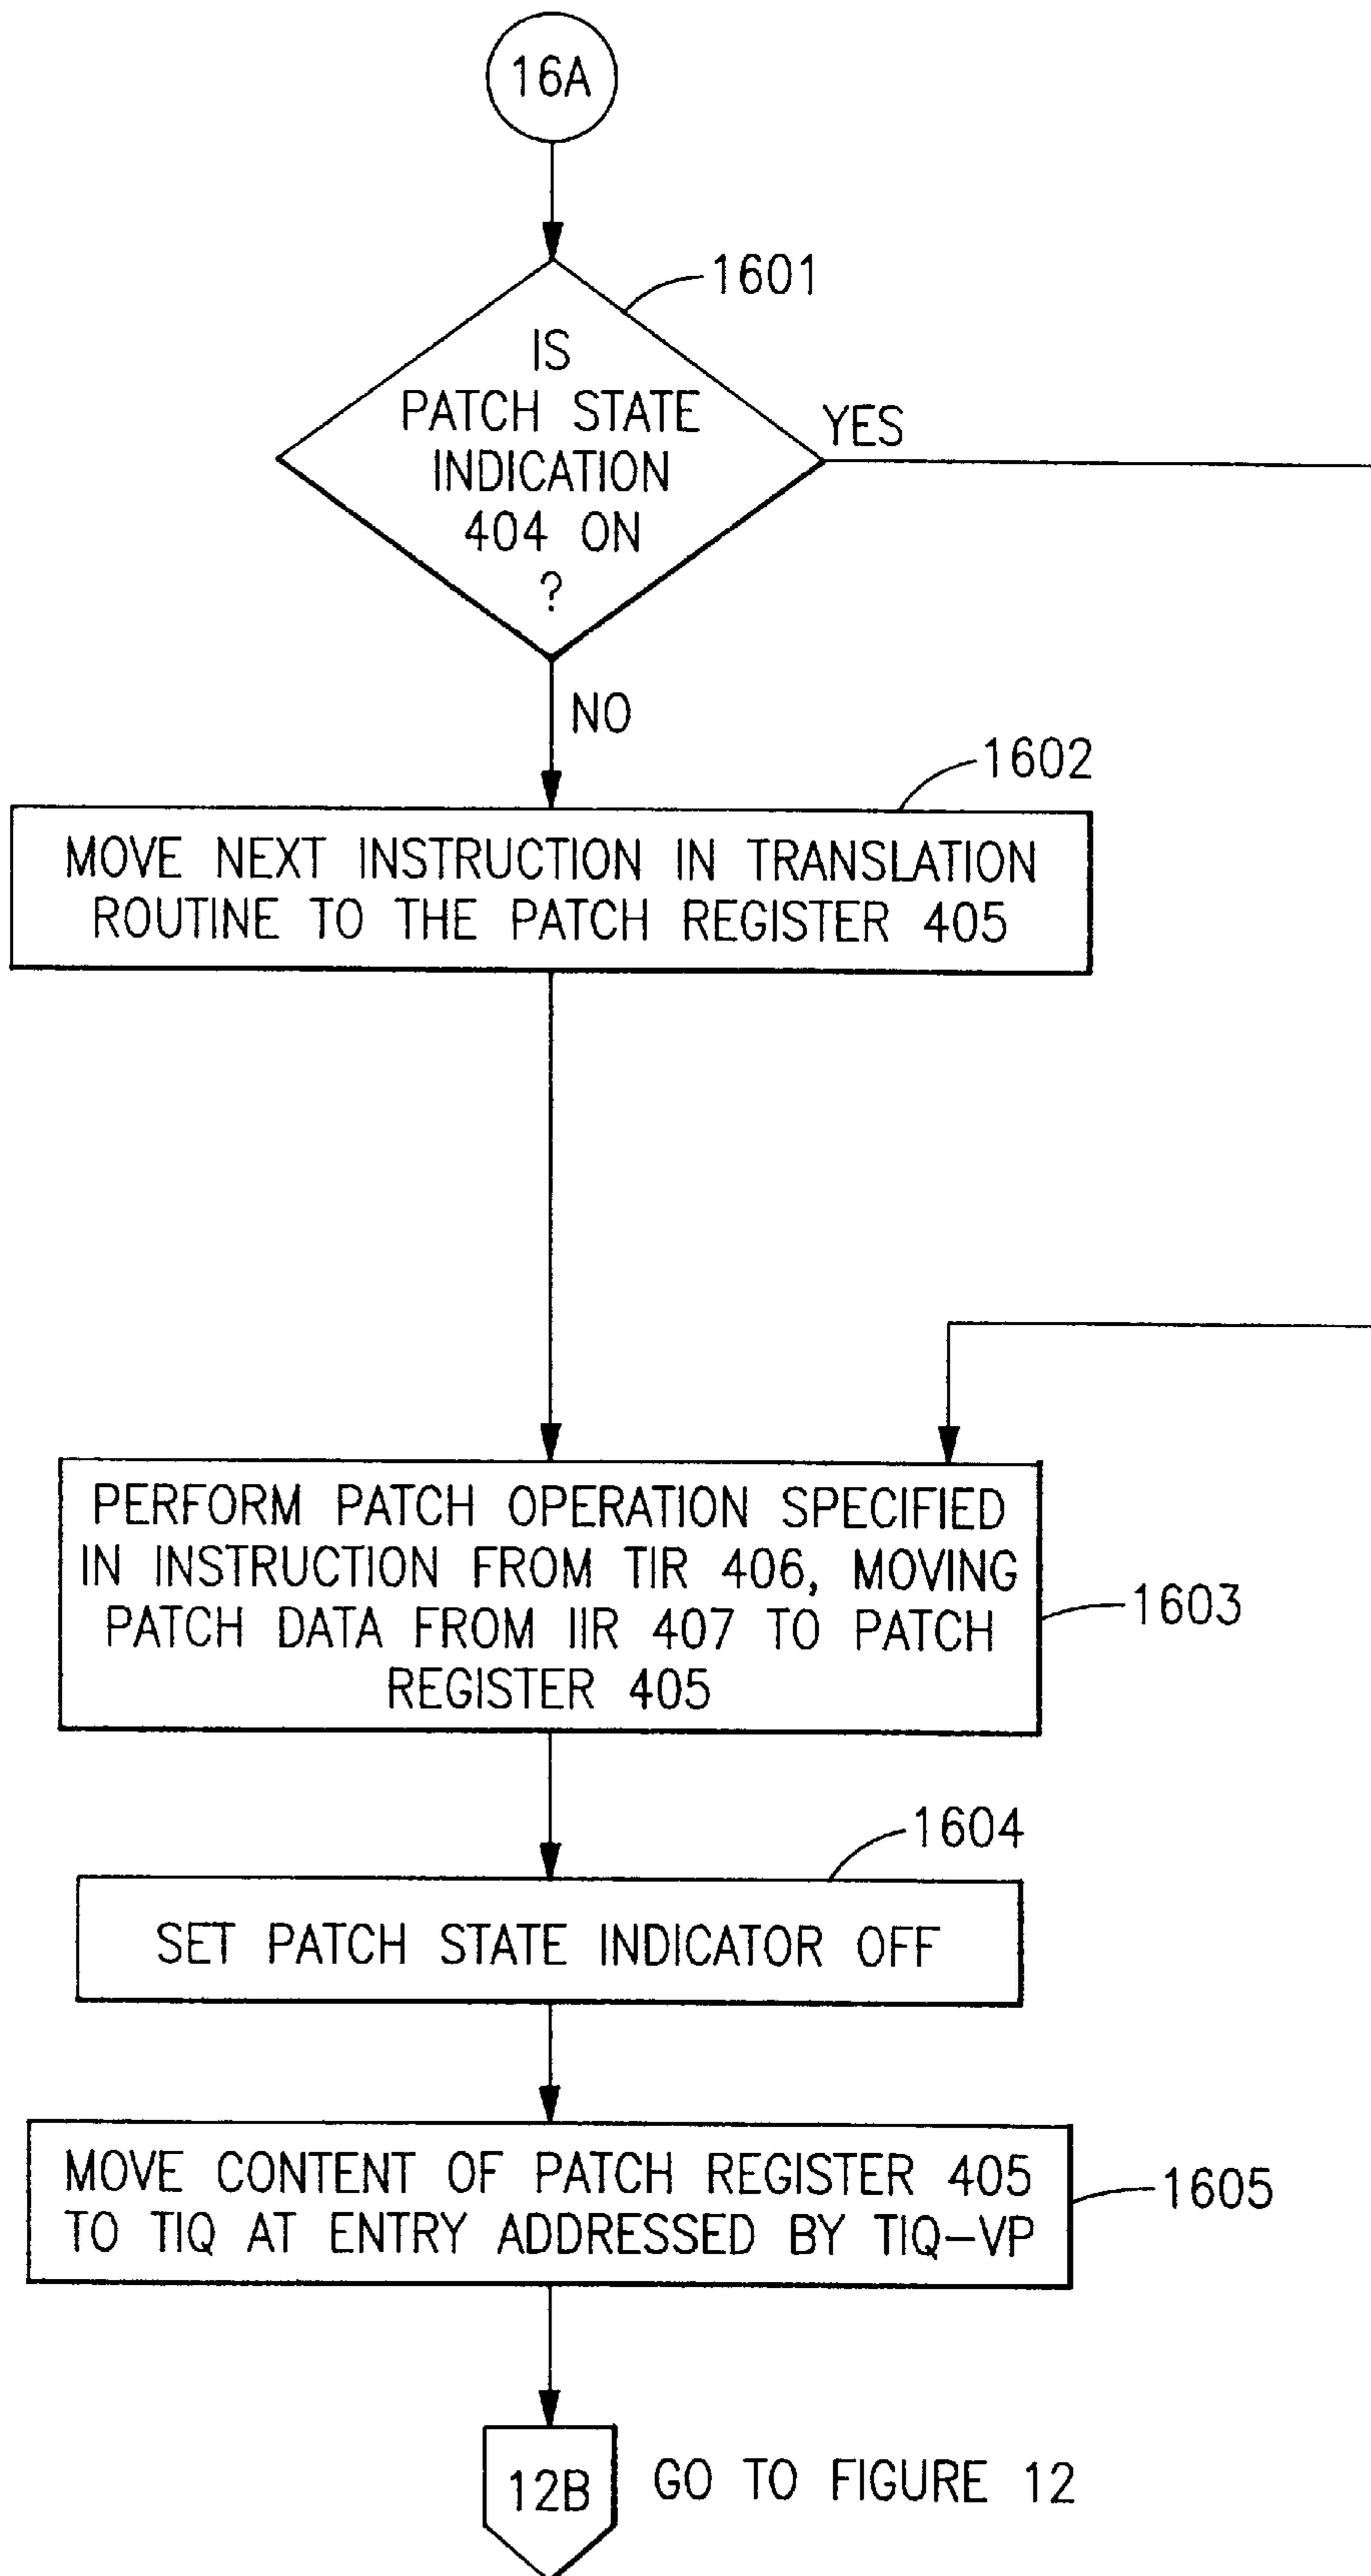 16A
1601
IS
PATCH STATE
INDICATION
404 ON
?
YES
NO
1602
MOVE NEXT INSTRUCTION IN TRANSLATION
ROUTINE TO THE PATCH REGISTER 405
PERFORM PATCH OPERATION SPECIFIED
IN INSTRUCTION FROM TIR 406, MOVING
PATCH DATA FROM IIR 407 TO PATCH
REGISTER 405
1603
1604
SET PATCH STATE INDICATOR OFF
MOVE CONTENT OF PATCH REGISTER 405
TO TIQ AT ENTRY ADDRESSED BY TIQ-VP
1605
12B
GO TO FIGURE 12